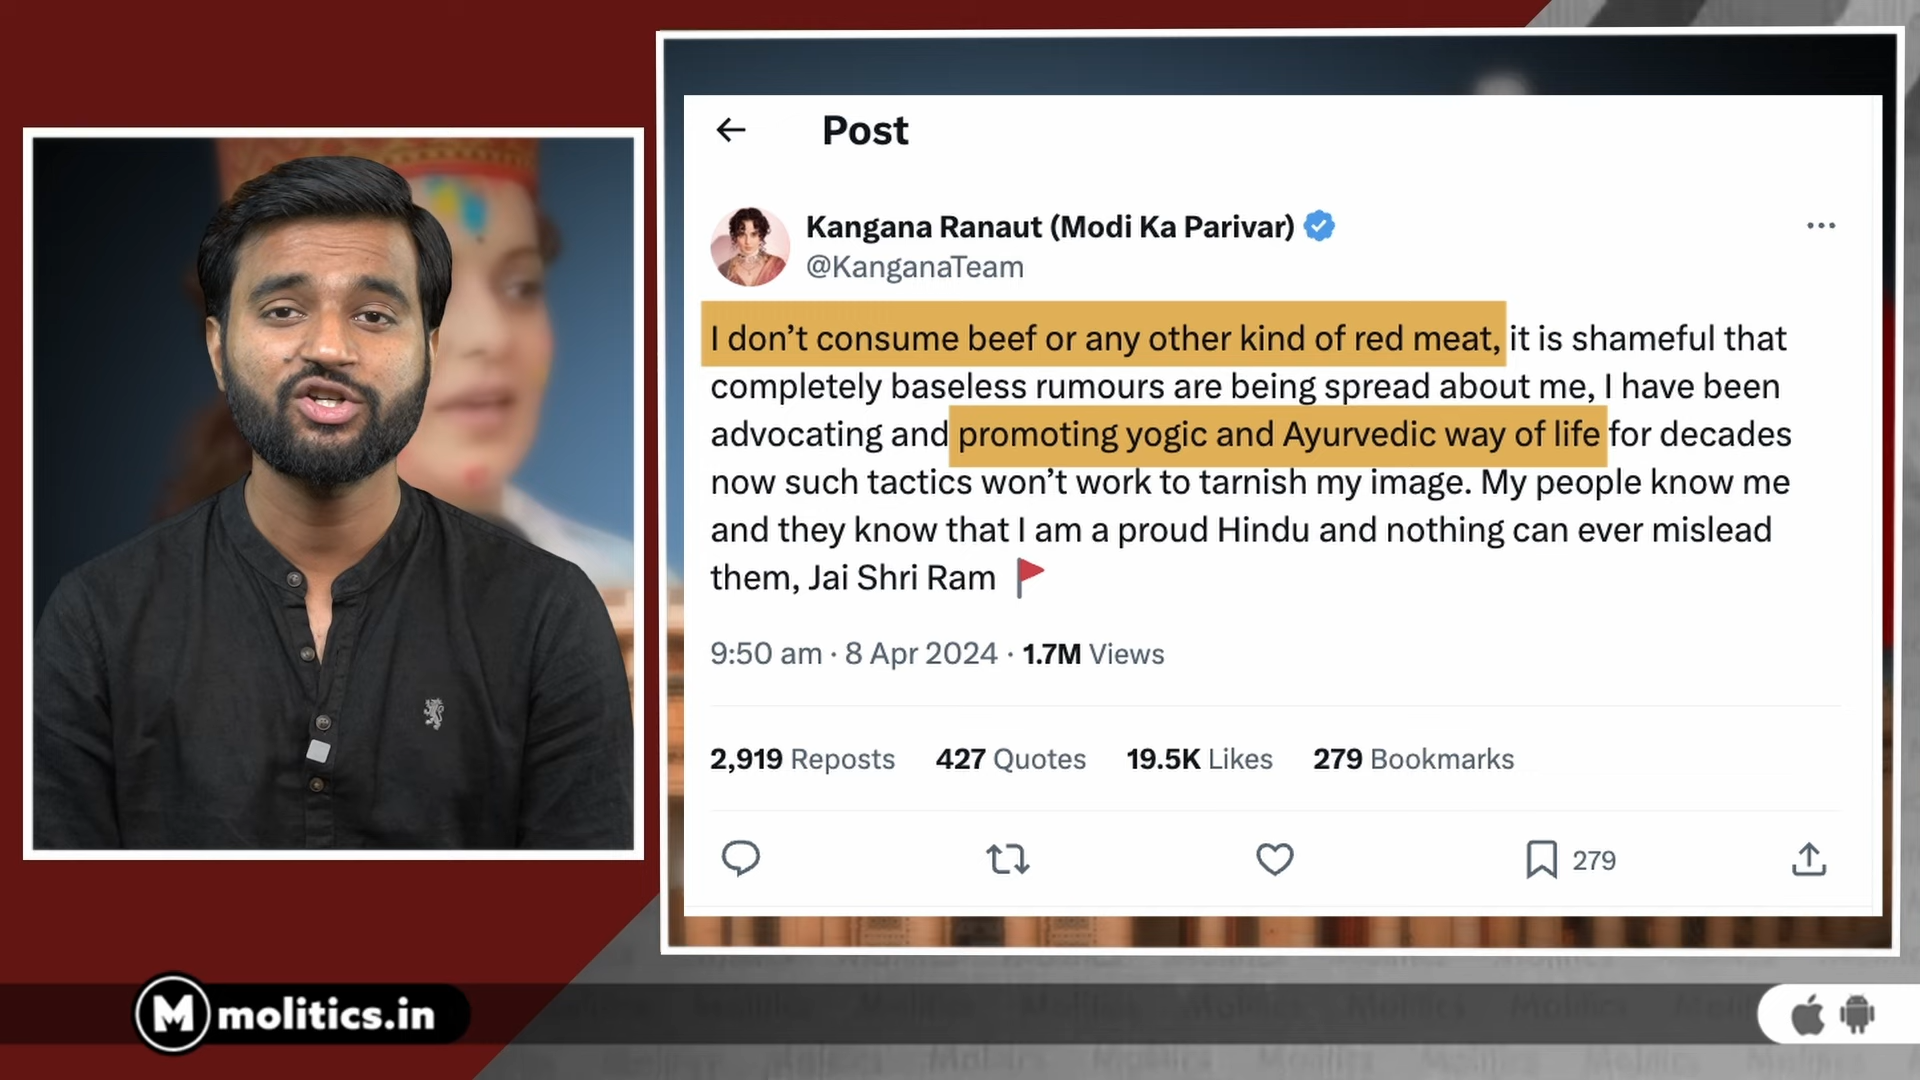 Post
Kangana Ranaut (Modi Ka Parivar)
@KanganaTeam
I don’t consume beef or any other kind of red meat, it is shameful that
completely baseless rumours are being spread about me, I have been
advocating and promoting yogic and Ayurvedic way of life for decades
now such tactics won’t work to tarnish my image. My people know me
and they know that I am a proud Hindu and nothing can ever mislead
them, Jai Shri Ram 🚩
9:50 am · 8 Apr 2024 · 1.7M Views
2,919 Reposts 427 Quotes 19.5K Likes 279 Bookmarks
279
M molitics.in